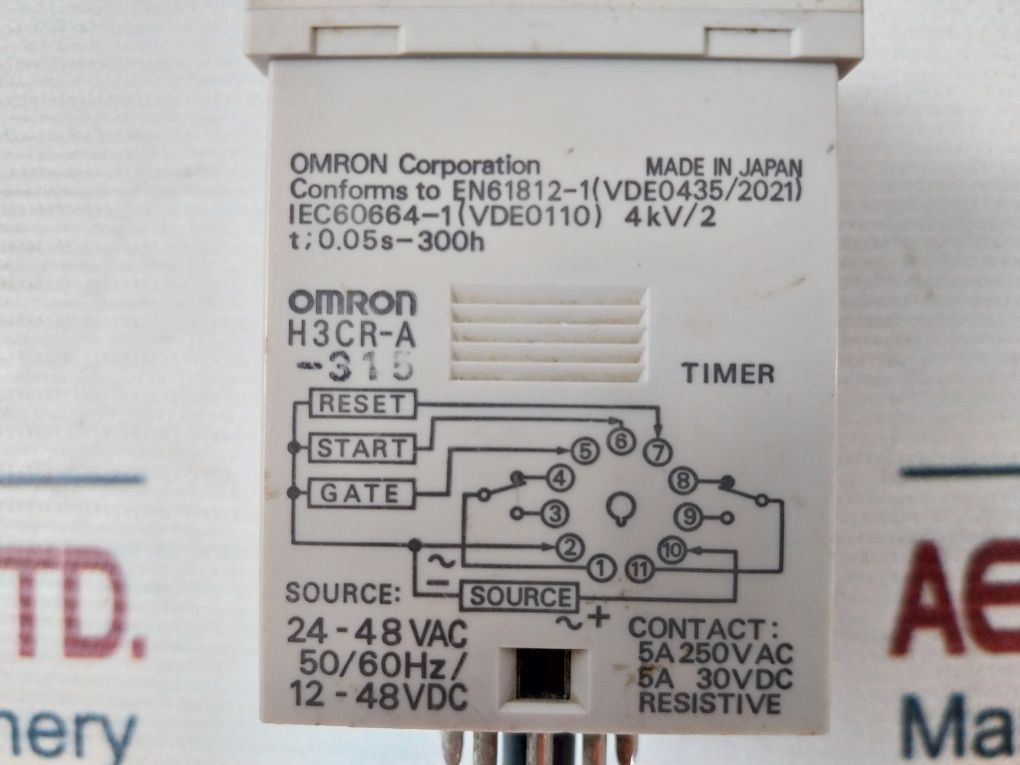 OMRON Corporation MADE IN JAPAN
Conforms to EN61812-1(VDE0435/2021)
IEC60664-1(VDE0110) 4kV/2
t;0.05s-300h
OMRON
H3CR-A
-315
TIMER
RESET
START
GATE
6
5 7
4 8
3 9
2 10
1 11
~
-
SOURCE: SOURCE
~ +
24-48VAC
50/60Hz/
12-48VDC
CONTACT:
5A 250VAC
5A 30VDC
RESISTIVE
TD.
nery
AE
Ma